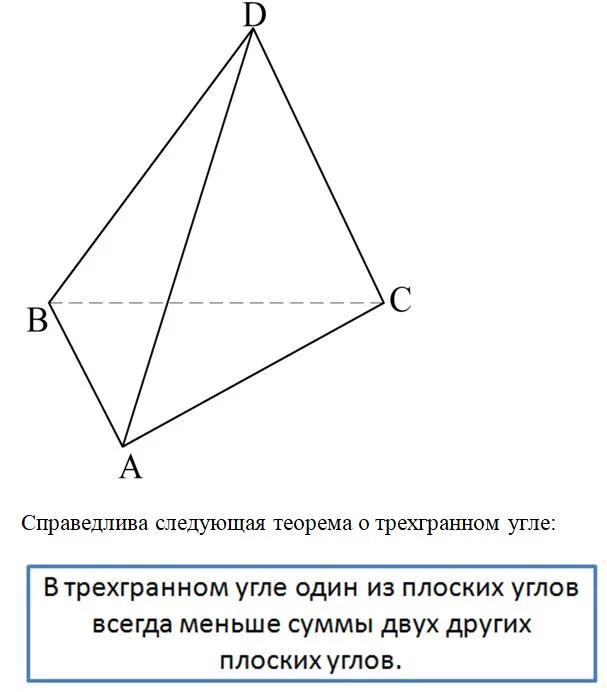 D
B
C
A
Справедлива следующая теорема о трехгранном угле:
В трехгранном угле один из плоских углов
всегда меньше суммы двух других
плоских углов.